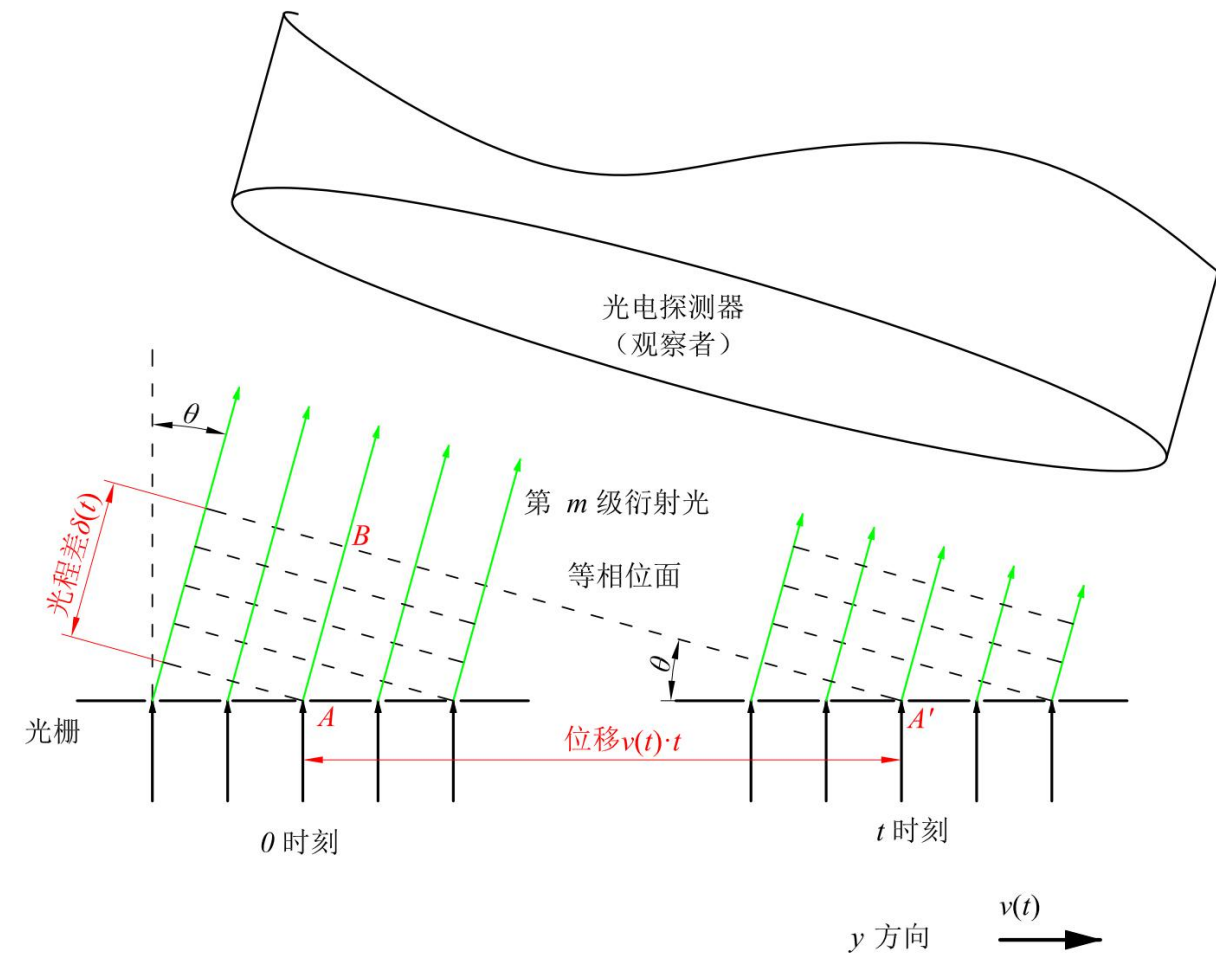 光电探测器
（观察者）
θ
光程差δ(t)
B
第 m 级衍射光
等相位面
θ
光栅
A
A'
位移v(t)·t
0 时刻
t 时刻
v(t)
y 方向